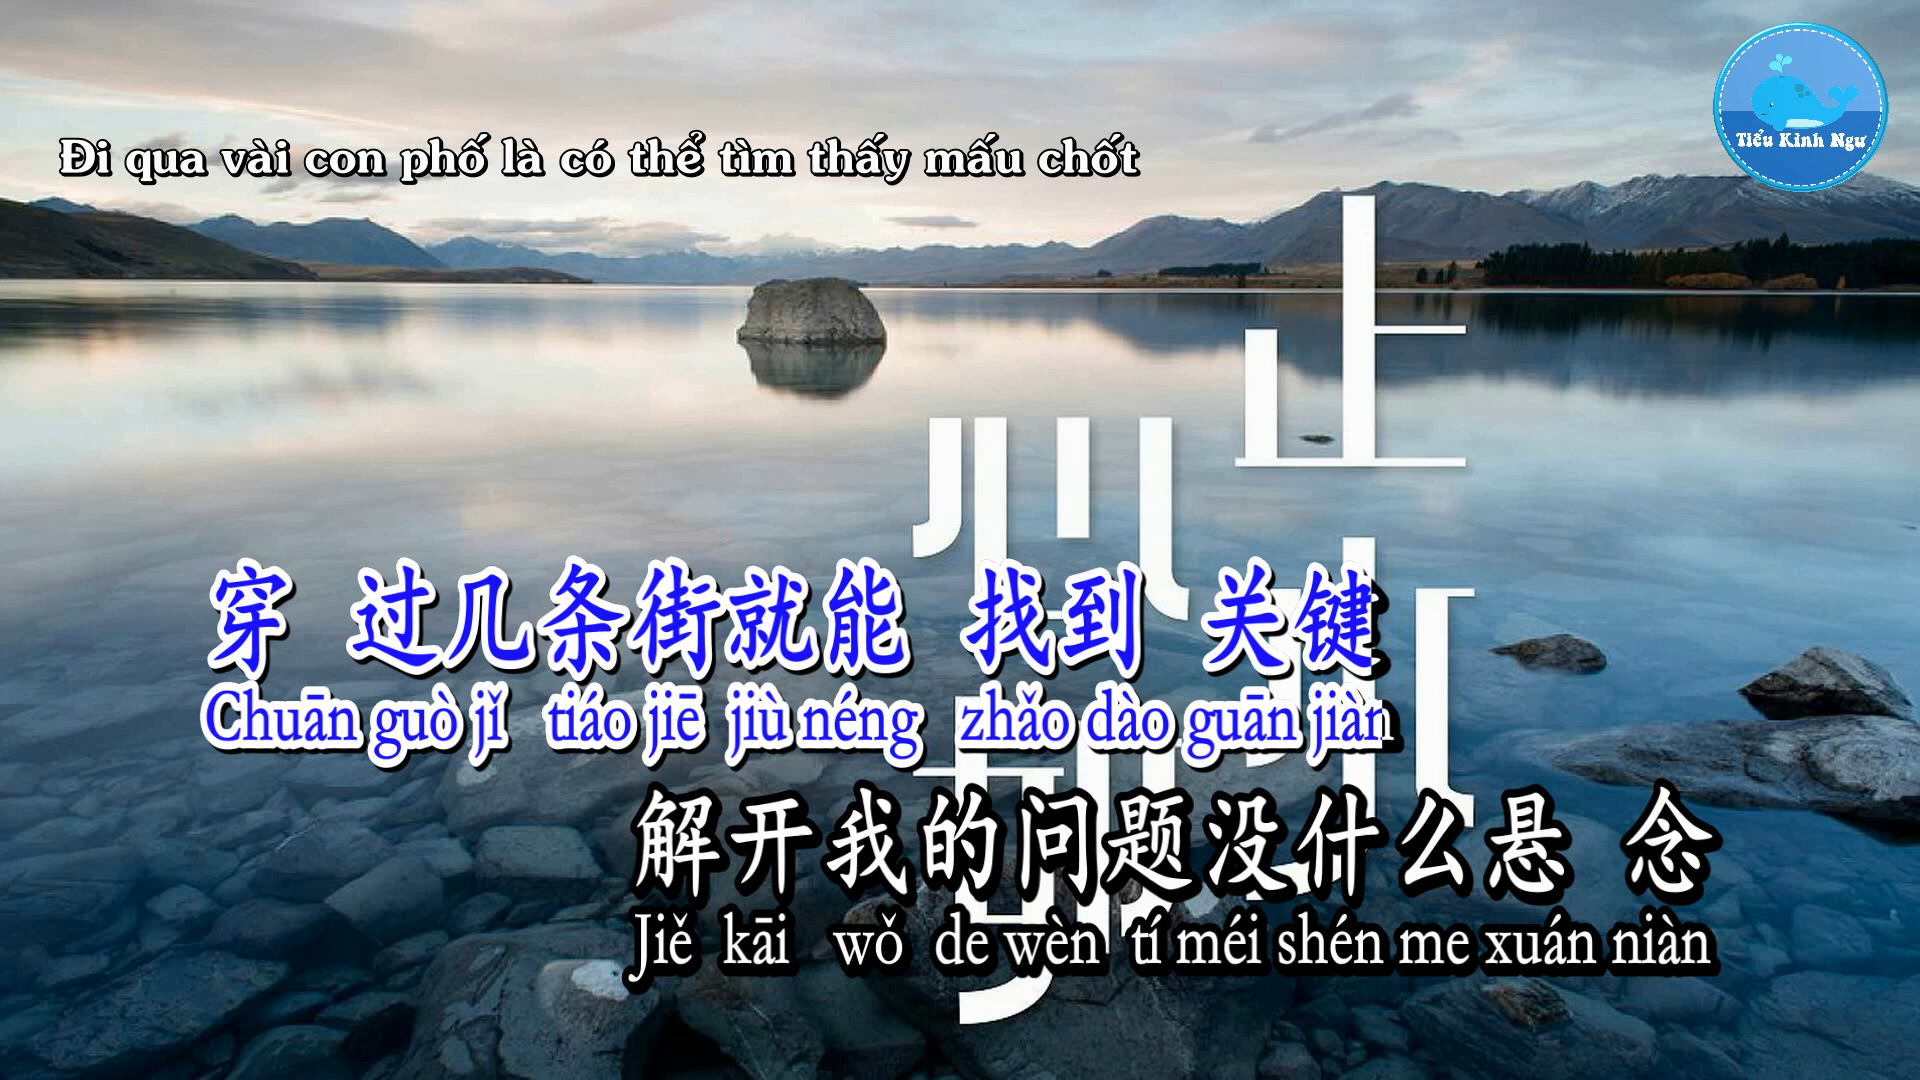 Tiểu Kình Ngư
Đi qua vài con phố là có thể tìm thấy mấu chốt
止
穿 过几条街就能 找到 关键
Chuān guò jǐ tiáo jiē jiù néng zhǎo dào guān jiàn
解开我的问题没什么悬 念
Jiě kāi wǒ de wèn tí méi shén me xuán niàn